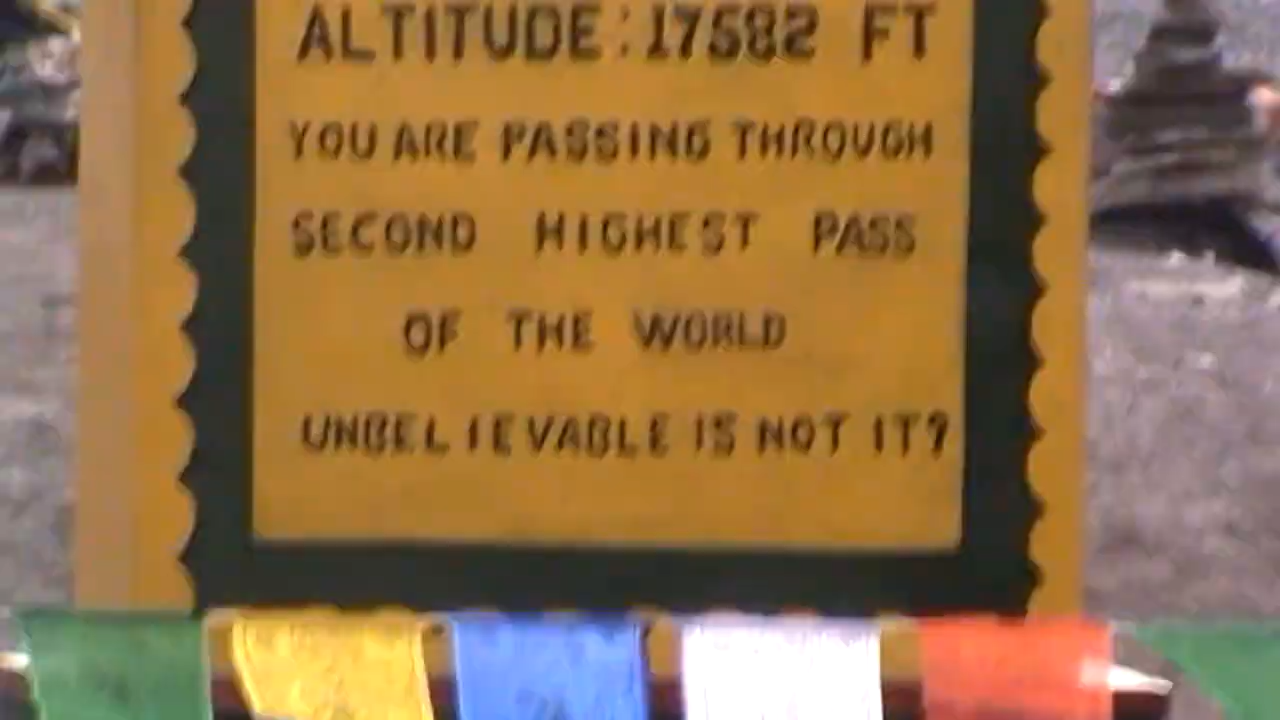 ALTITUDE:17582 FT
YOU ARE PASSING THROUGH
SECOND HIGHEST PASS
OF THE WORLD
UNBELIEVABLE IS NOT IT?